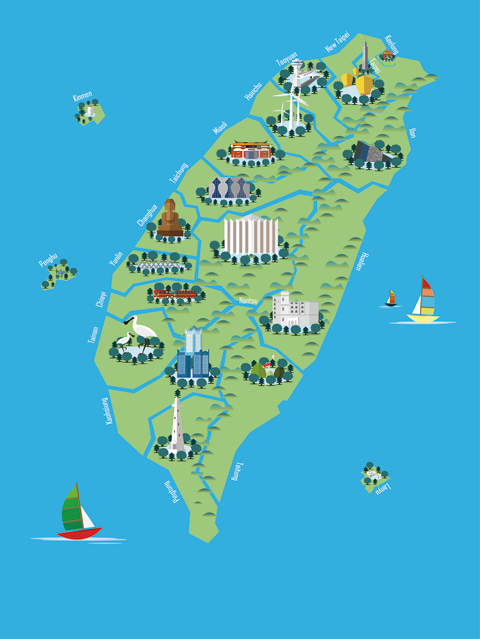 Keelung
New Taipei
Taoyuan
Hsinchu
Kinmen
Miaoli
Ilan
Taichung
Changhua
Hualien
Yunlin
Penghu
Chiayi
Nantou
Tainan
Kaohsiung
Taitung
Pingtung
Lanyu